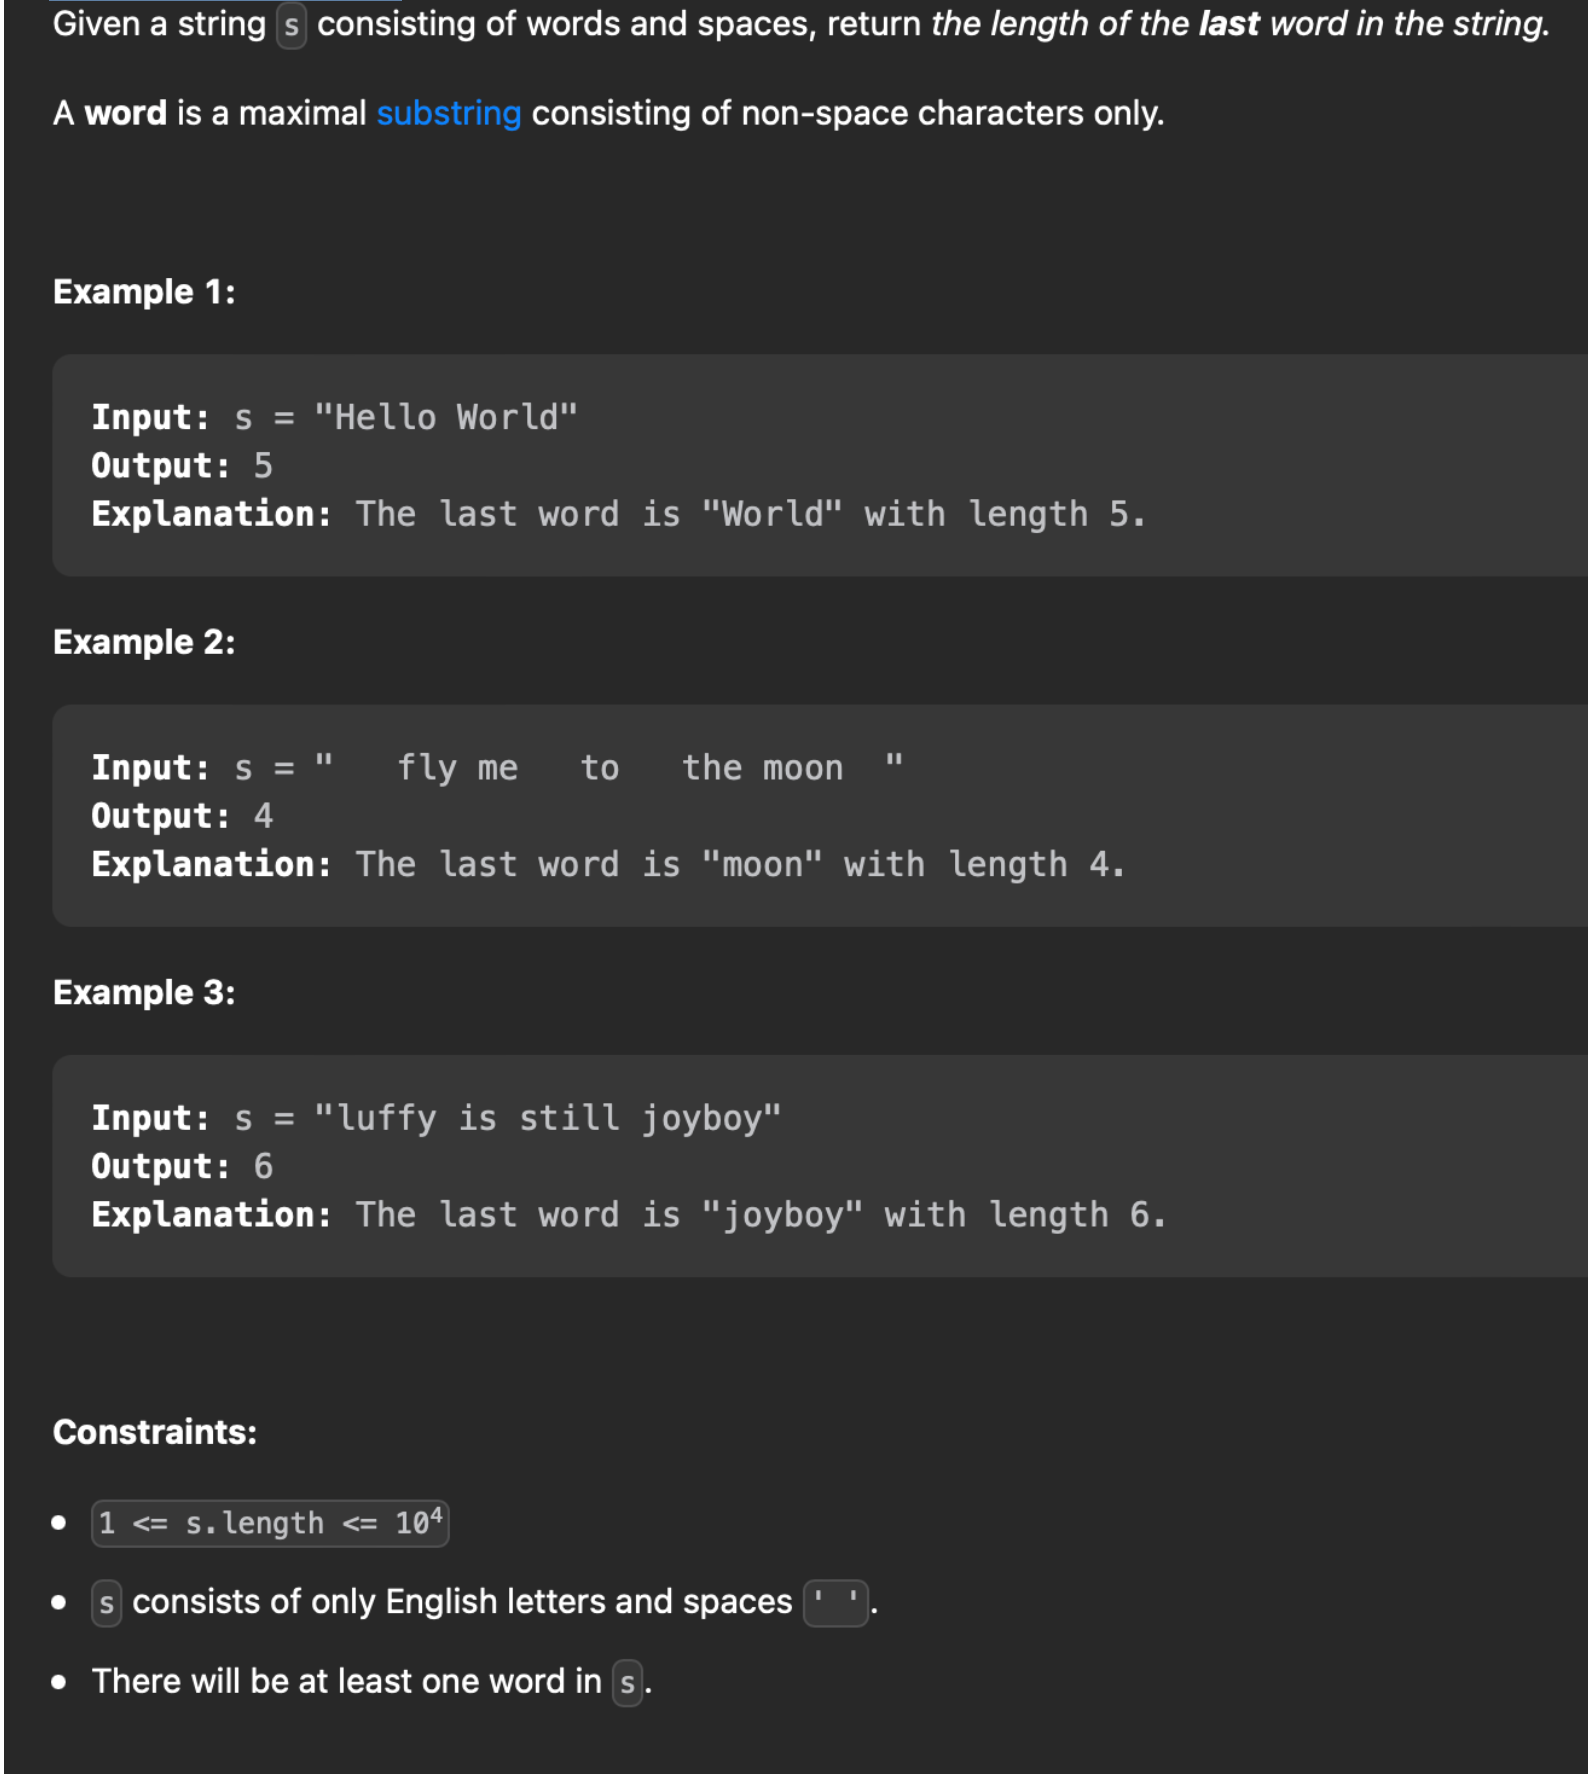 Given a string s consisting of words and spaces, return the length of the last word in the string.
A word is a maximal substring consisting of non-space characters only.
Example 1:
Input: s = "Hello World"
Output: 5
Explanation: The last word is "World" with length 5.
Example 2:
Input: s = "   fly me   to   the moon  "
Output: 4
Explanation: The last word is "moon" with length 4.
Example 3:
Input: s = "luffy is still joyboy"
Output: 6
Explanation: The last word is "joyboy" with length 6.
Constraints:
• 1 <= s.length <= 10⁴
• s consists of only English letters and spaces ' '.
• There will be at least one word in s.